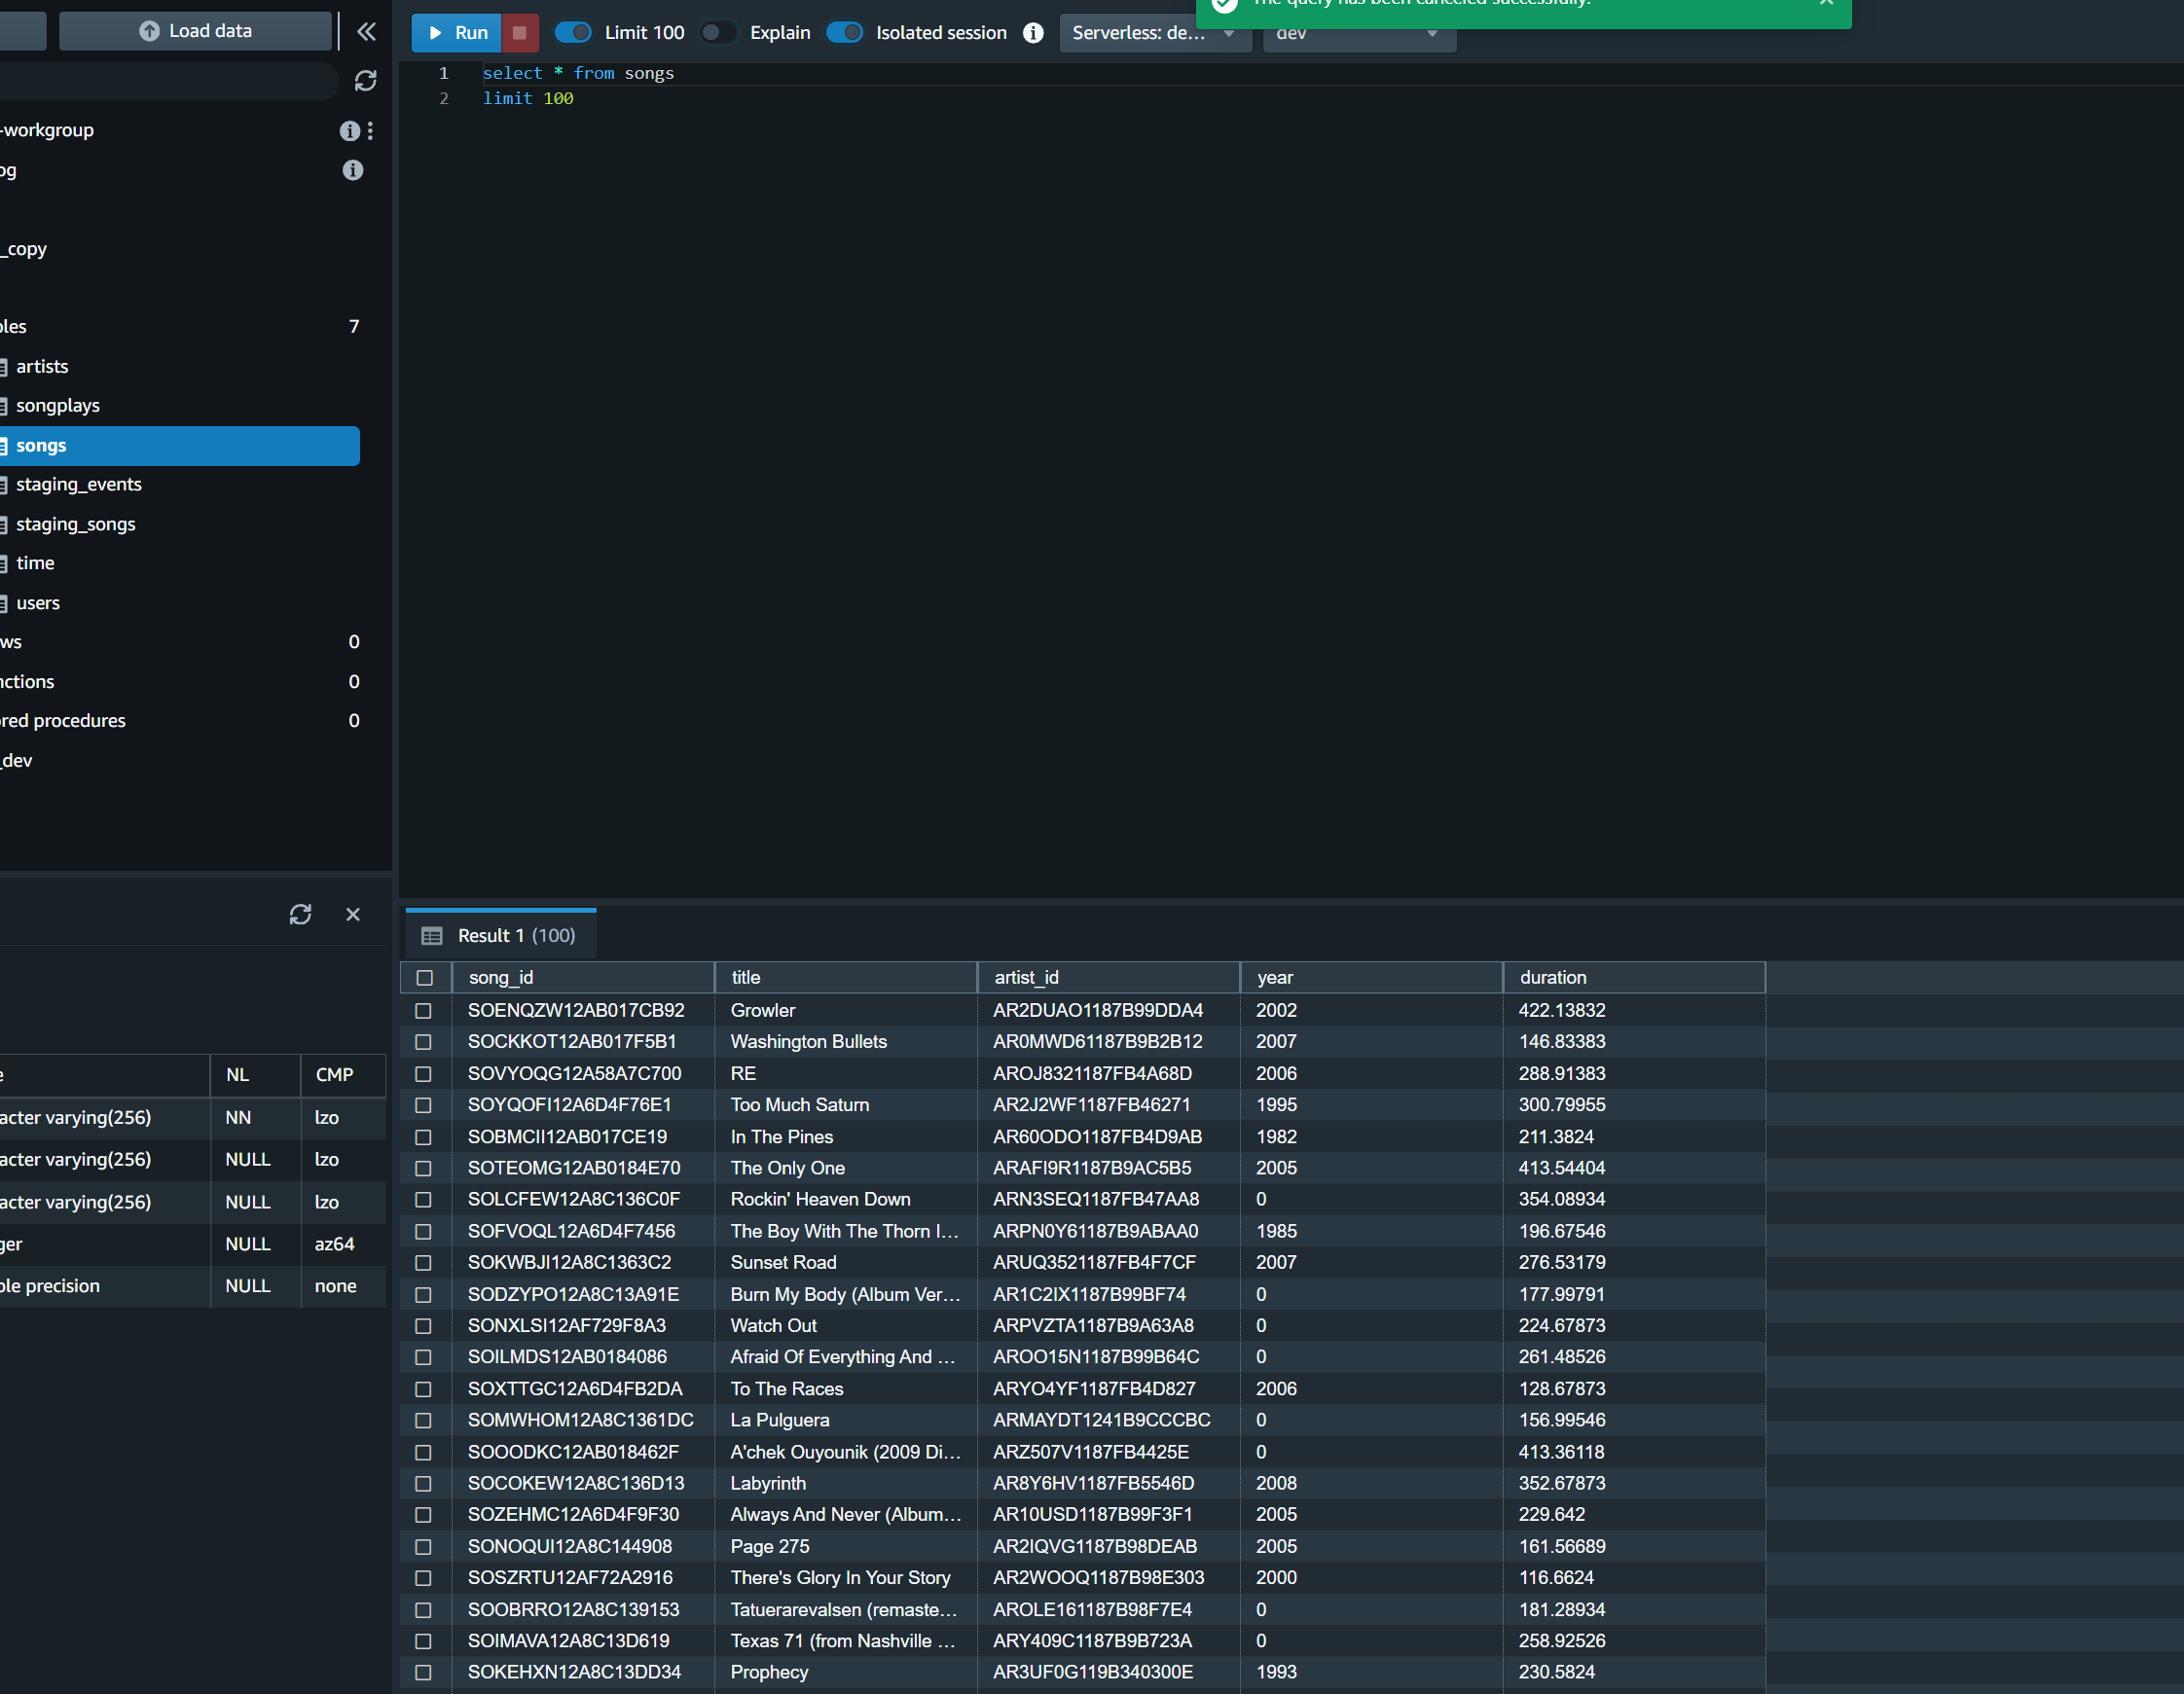 Load data
-workgroup
og
_copy
bles 7
artists
songplays
songs
staging_events
staging_songs
time
users
ws 0
nctions 0
ored procedures 0
_dev
e NL CMP
acter varying(256) NN lzo
acter varying(256) NULL lzo
acter varying(256) NULL lzo
ger NULL az64
ble precision NULL none
Run Limit 100 Explain Isolated session Serverless: de... dev
The query has been canceled successfully.
1 select * from songs
2 limit 100
Result 1 (100)
song_id title artist_id year duration
SOENQZW12AB017CB92 Growler AR2DUAO1187B99DDA4 2002 422.13832
SOCKKOT12AB017F5B1 Washington Bullets AR0MWD61187B9B2B12 2007 146.83383
SOVYOQG12A58A7C700 RE AROJ8321187FB4A68D 2006 288.91383
SOYQOFI12A6D4F76E1 Too Much Saturn AR2J2WF1187FB46271 1995 300.79955
SOBMCII12AB017CE19 In The Pines AR60ODO1187FB4D9AB 1982 211.3824
SOTEOMG12AB0184E70 The Only One ARAFI9R1187B9AC5B5 2005 413.54404
SOLCFEW12A8C136C0F Rockin' Heaven Down ARN3SEQ1187FB47AA8 0 354.08934
SOFVOQL12A6D4F7456 The Boy With The Thorn I... ARPN0Y61187B9ABAA0 1985 196.67546
SOKWBJI12A8C1363C2 Sunset Road ARUQ3521187FB4F7CF 2007 276.53179
SODZYPO12A8C13A91E Burn My Body (Album Ver... AR1C2IX1187B99BF74 0 177.99791
SONXLSI12AF729F8A3 Watch Out ARPVZTA1187B9A63A8 0 224.67873
SOILMDS12AB0184086 Afraid Of Everything And ... AROO15N1187B99B64C 0 261.48526
SOXTTGC12A6D4FB2DA To The Races ARYO4YF1187FB4D827 2006 128.67873
SOMWHOM12A8C1361DC La Pulguera ARMAYDT1241B9CCCBC 0 156.99546
SOOODKC12AB018462F A'chek Ouyounik (2009 Di... ARZ507V1187FB4425E 0 413.36118
SOCOKEW12A8C136D13 Labyrinth AR8Y6HV1187FB5546D 2008 352.67873
SOZEHMC12A6D4F9F30 Always And Never (Album... AR10USD1187B99F3F1 2005 229.642
SONOQUI12A8C144908 Page 275 AR2IQVG1187B98DEAB 2005 161.56689
SOSZRTU12AF72A2916 There's Glory In Your Story AR2WOOQ1187B98E303 2000 116.6624
SOOBRRO12A8C139153 Tatuerarevalsen (remaste... AROLE161187B98F7E4 0 181.28934
SOIMAVA12A8C13D619 Texas 71 (from Nashville ... ARY409C1187B9B723A 0 258.92526
SOKEHXN12A8C13DD34 Prophecy AR3UF0G119B340300E 1993 230.5824